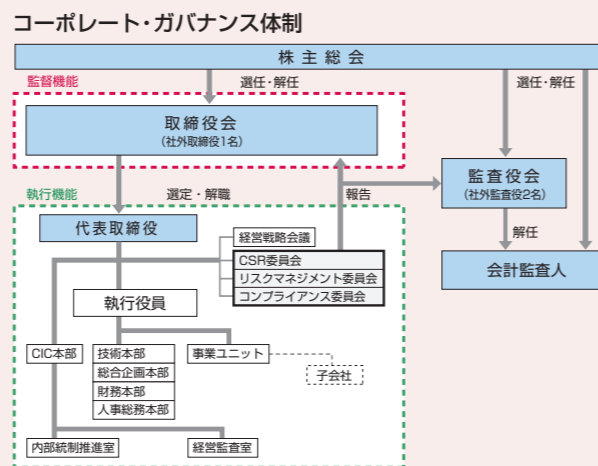 コーポレート・ガバナンス体制
株主総会
監督機能
選任・解任
選任・解任
取締役会
(社外取締役1名)
監査役会
(社外監査役2名)
執行機能
選定・解職
報告
代表取締役
解任
経営戦略会議
CSR委員会
リスクマネジメント委員会
コンプライアンス委員会
会計監査人
執行役員
CIC本部
技術本部
総合企画本部
財務本部
人事総務本部
事業ユニット
子会社
内部統制推進室
経営監査室